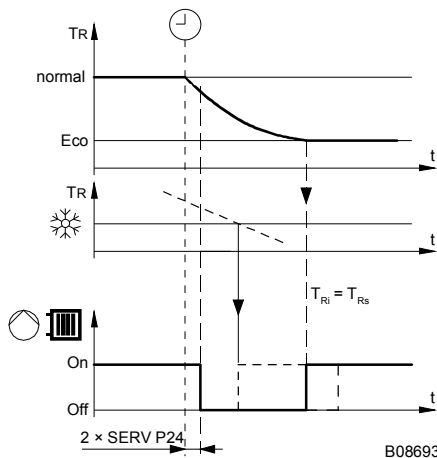 TR
normal
Eco
t
TR
t
TRi = TRs
On
Off
t
2 × SERV P24
B08693